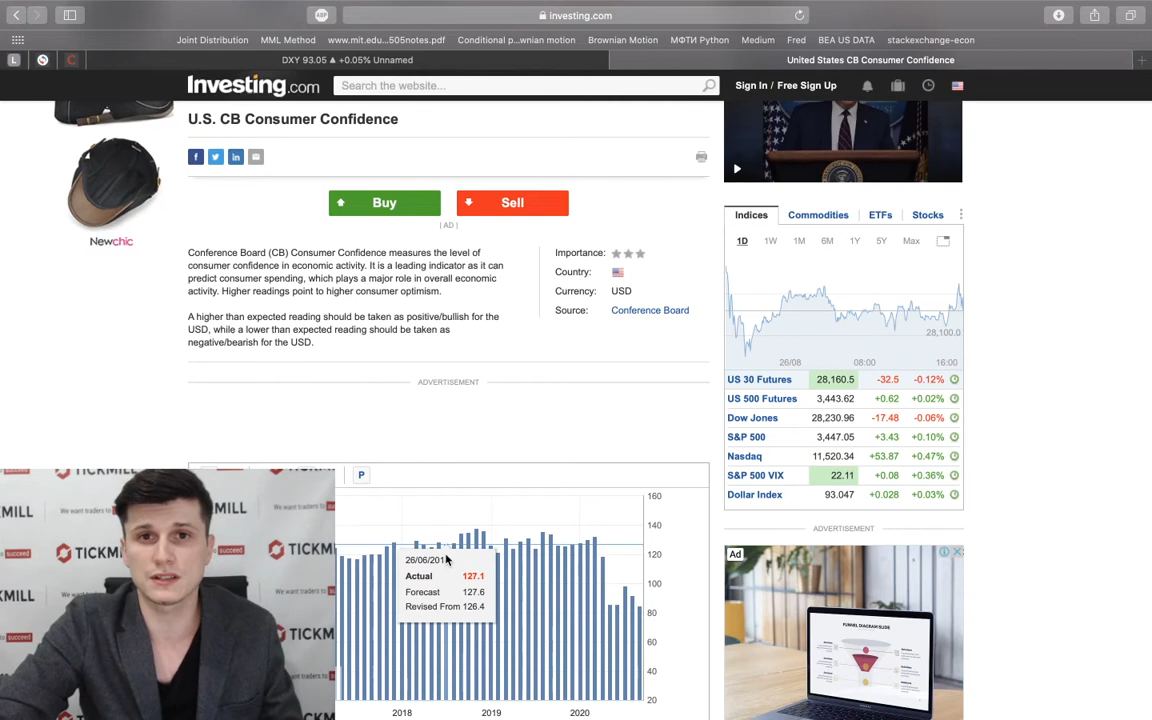 investing.com
Joint Distribution
MML Method
www.mit.edu...505notes.pdf
Conditional p...wnian motion
Brownian Motion
МФТИ Python
Medium
Fred
BEA US DATA
stackexchange-econ
L
DXY 93.05 ▲ +0.05% Unnamed
United States CB Consumer Confidence
Investing.com
Search the website...
Sign In / Free Sign Up
U.S. CB Consumer Confidence
Newchic
Buy
Sell
[ AD ]
Conference Board (CB) Consumer Confidence measures the level of
consumer confidence in economic activity. It is a leading indicator as it can
predict consumer spending, which plays a major role in overall economic
activity. Higher readings point to higher consumer optimism.
A higher than expected reading should be taken as positive/bullish for the
USD, while a lower than expected reading should be taken as
negative/bearish for the USD.
Importance:
Country:
Currency: USD
Source: Conference Board
ADVERTISEMENT
Indices
Commodities
ETFs
Stocks
1D
1W
1M
6M
1Y
5Y
Max
28,100.0
26/08
08:00
16:00
US 30 Futures 28,160.5 -32.5 -0.12%
US 500 Futures 3,443.62 +0.62 +0.02%
Dow Jones 28,230.96 -17.48 -0.06%
S&P 500 3,447.05 +3.43 +0.10%
Nasdaq 11,520.34 +53.87 +0.47%
S&P 500 VIX 22.11 +0.08 +0.36%
Dollar Index 93.047 +0.028 +0.03%
ADVERTISEMENT
Ad
FUNNEL DIAGRAM SLIDE
P
160
140
120
100
80
60
40
20
Actual 127.1
Forecast 127.6
Revised From 126.4
2018
2019
2020
We want traders to
TICKMILL
succeed